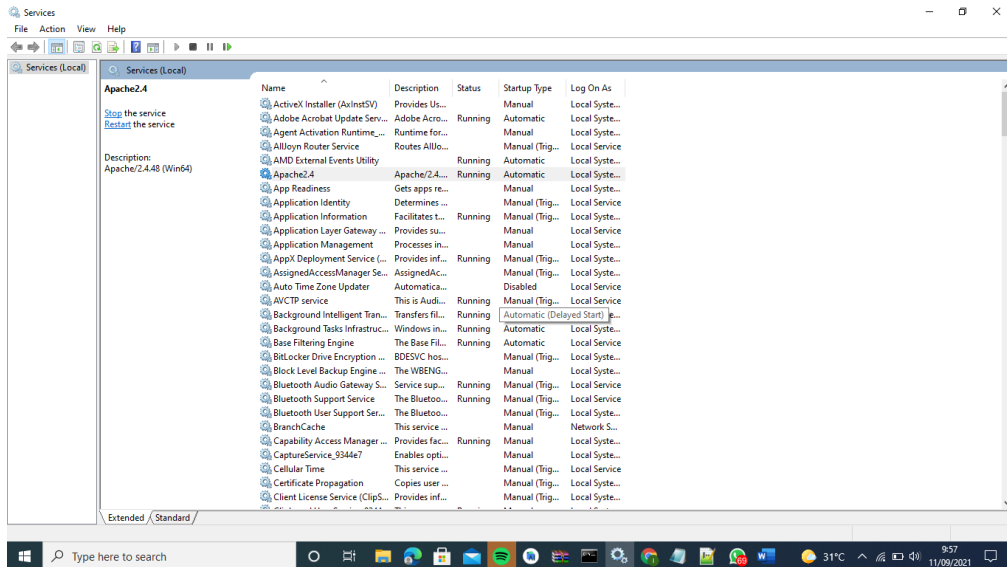 Services
File Action View Help
Services (Local)
Services (Local)
Apache2.4
Stop the service
Restart the service
Description:
Apache/2.4.48 (Win64)
Name Description Status Startup Type Log On As
ActiveX Installer (AxInstSV) Provides Us... Manual Local Syste...
Adobe Acrobat Update Serv... Adobe Acro... Running Automatic Local Syste...
Agent Activation Runtime_... Runtime for... Manual Local Syste...
AllJoyn Router Service Routes AllJo... Manual (Trig... Local Service
AMD External Events Utility Running Automatic Local Syste...
Apache2.4 Apache/2.4.... Running Automatic Local Syste...
App Readiness Gets apps re... Manual Local Syste...
Application Identity Determines ... Manual (Trig... Local Service
Application Information Facilitates t... Running Manual (Trig... Local Syste...
Application Layer Gateway ... Provides su... Manual Local Service
Application Management Processes in... Manual Local Syste...
AppX Deployment Service (... Provides inf... Running Manual (Trig... Local Syste...
AssignedAccessManager Se... AssignedAc... Manual (Trig... Local Syste...
Auto Time Zone Updater Automatica... Disabled Local Service
AVCTP service This is Audi... Running Manual (Trig... Local Service
Background Intelligent Tran... Transfers fil... Running Automatic (Delayed Start) e...
Background Tasks Infrastruc... Windows in... Running Automatic Local Syste...
Base Filtering Engine The Base Fil... Running Automatic Local Service
BitLocker Drive Encryption ... BDESVC hos... Manual (Trig... Local Syste...
Block Level Backup Engine ... The WBENG... Manual Local Syste...
Bluetooth Audio Gateway S... Service sup... Running Manual (Trig... Local Service
Bluetooth Support Service The Bluetoo... Running Manual (Trig... Local Service
Bluetooth User Support Ser... The Bluetoo... Manual (Trig... Local Syste...
BranchCache This service ... Manual Network S...
Capability Access Manager ... Provides fac... Running Manual Local Syste...
CaptureService_9344e7 Enables opti... Manual Local Syste...
Cellular Time This service ... Manual (Trig... Local Service
Certificate Propagation Copies user ... Manual (Trig... Local Syste...
Client License Service (ClipS... Provides inf... Manual (Trig... Local Syste...
Extended Standard
Type here to search
69
31°C
9:57
11/09/2021